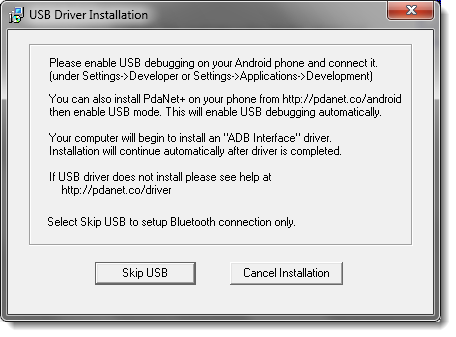 USB Driver Installation
Please enable USB debugging on your Android phone and connect it.
(under Settings->Developer or Settings->Applications->Development)
You can also install PdaNet+ on your phone from http://pdanet.co/android
then enable USB mode. This will enable USB debugging automatically.
Your computer will begin to install an "ADB Interface" driver.
Installation will continue automatically after driver is completed.
If USB driver does not install please see help at
http://pdanet.co/driver
Select Skip USB to setup Bluetooth connection only.
Skip USB
Cancel Installation